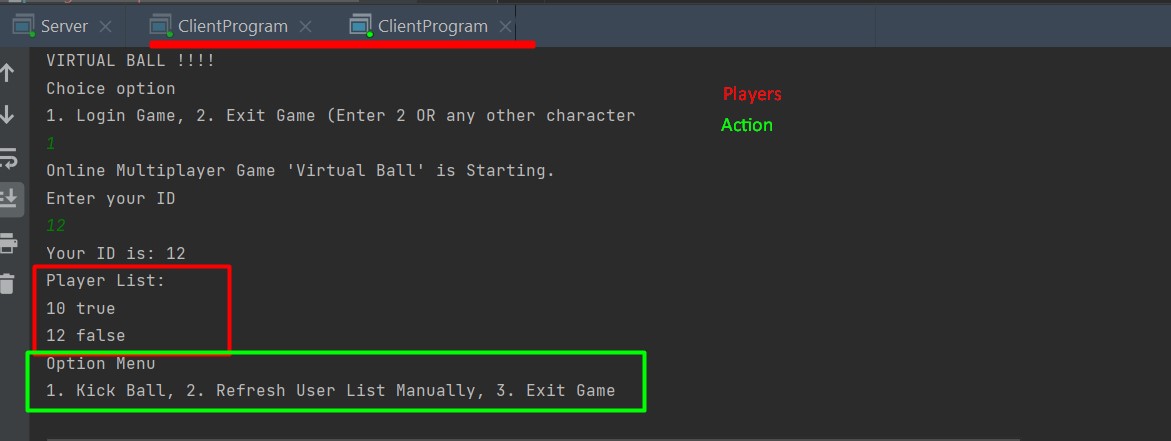 Server
ClientProgram
ClientProgram
VIRTUAL BALL !!!!
Choice option
1. Login Game, 2. Exit Game (Enter 2 OR any other character
1
Online Multiplayer Game 'Virtual Ball' is Starting.
Enter your ID
12
Your ID is: 12
Player List:
10 true
12 false
Option Menu
1. Kick Ball, 2. Refresh User List Manually, 3. Exit Game
Players
Action